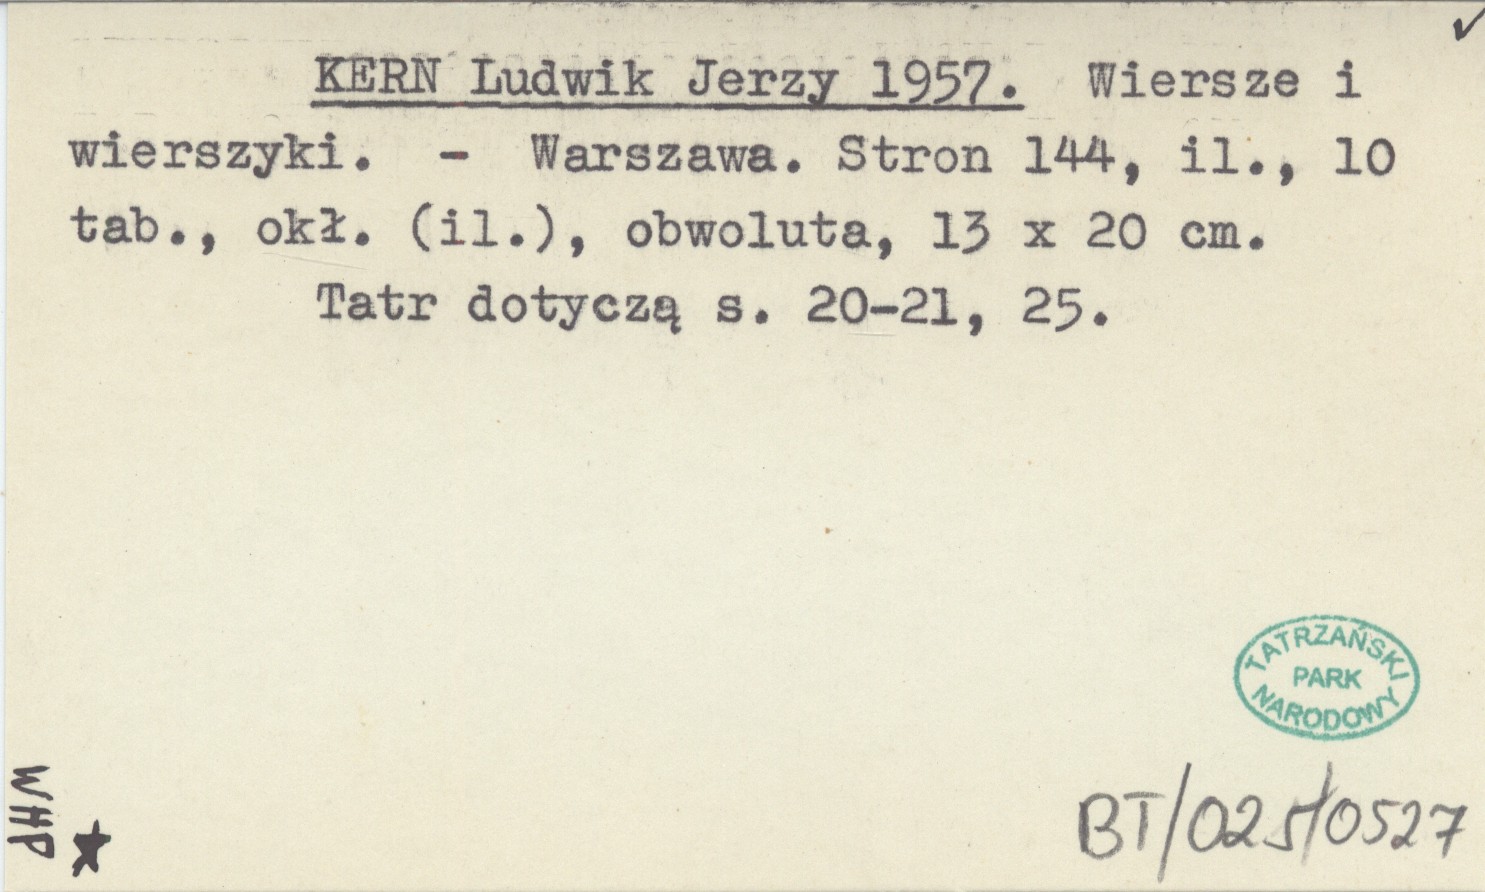 KERN Ludwik Jerzy 1957. Wiersze i
wierszyki. - Warszawa. Stron 144, il., 10
tab., okł. (il.), obwoluta, 13 x 20 cm.
Tatr dotyczą s. 20-21, 25.
TATRZAŃSKI
PARK
NARODOWY
BT/025/0527
WHP